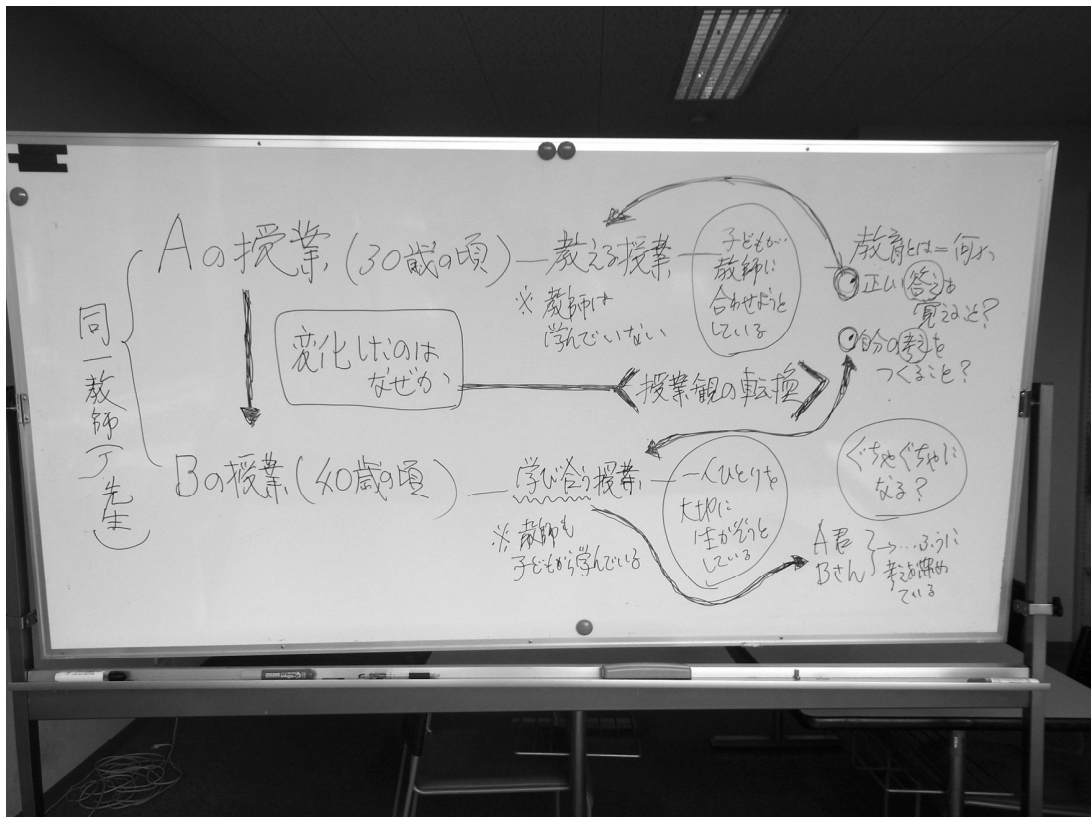 同一教師(T先生)
Aの授業(30歳の頃)—教える授業
※教師は
学んでいない
子どもが
教師に
合わせようと
している
教育とは=何か
正しい答えを
覚えること?
自分の考えを
つくること?
変化したのは
なぜか
授業観の転換
Bの授業(40歳の頃)—学び合う授業
※教師も
子どもから学んでいる
一人ひとりを
大切に
生かそうと
している
ぐちゃぐちゃに
なる?
A君
Bさん
→…ふうに
考えを
ている